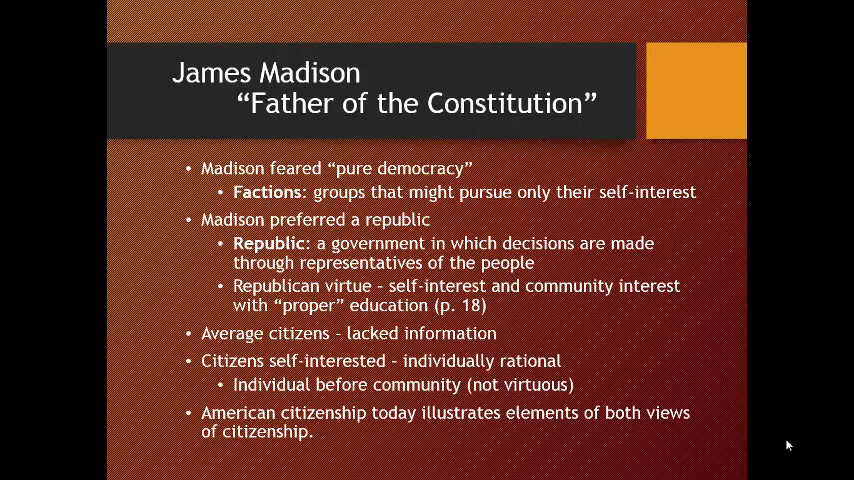 James Madison
“Father of the Constitution”
• Madison feared “pure democracy”
• Factions: groups that might pursue only their self-interest
• Madison preferred a republic
• Republic: a government in which decisions are made
through representatives of the people
• Republican virtue – self-interest and community interest
with “proper” education (p. 18)
• Average citizens – lacked information
• Citizens self-interested – individually rational
• Individual before community (not virtuous)
• American citizenship today illustrates elements of both views
of citizenship.